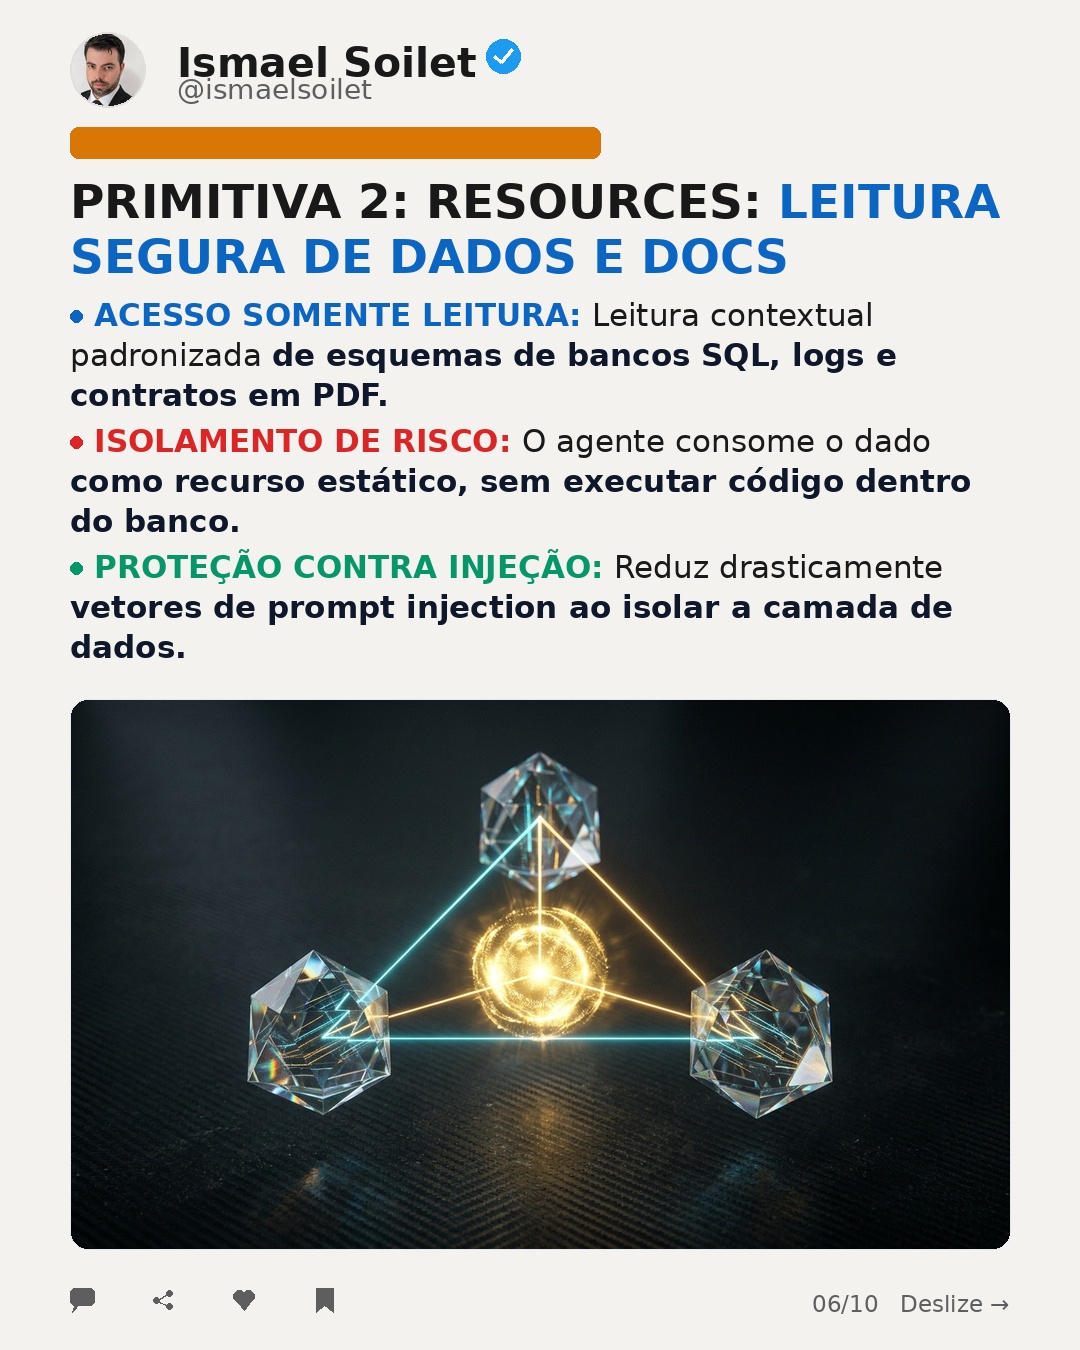 Ismael Soilet
@ismaelsoilet
PRIMITIVA 2: RESOURCES: LEITURA
SEGURA DE DADOS E DOCS
• ACESSO SOMENTE LEITURA: Leitura contextual
padronizada de esquemas de bancos SQL, logs e
contratos em PDF.
• ISOLAMENTO DE RISCO: O agente consome o dado
como recurso estático, sem executar código dentro
do banco.
• PROTEÇÃO CONTRA INJEÇÃO: Reduz drasticamente
vetores de prompt injection ao isolar a camada de
dados.
06/10 Deslize →